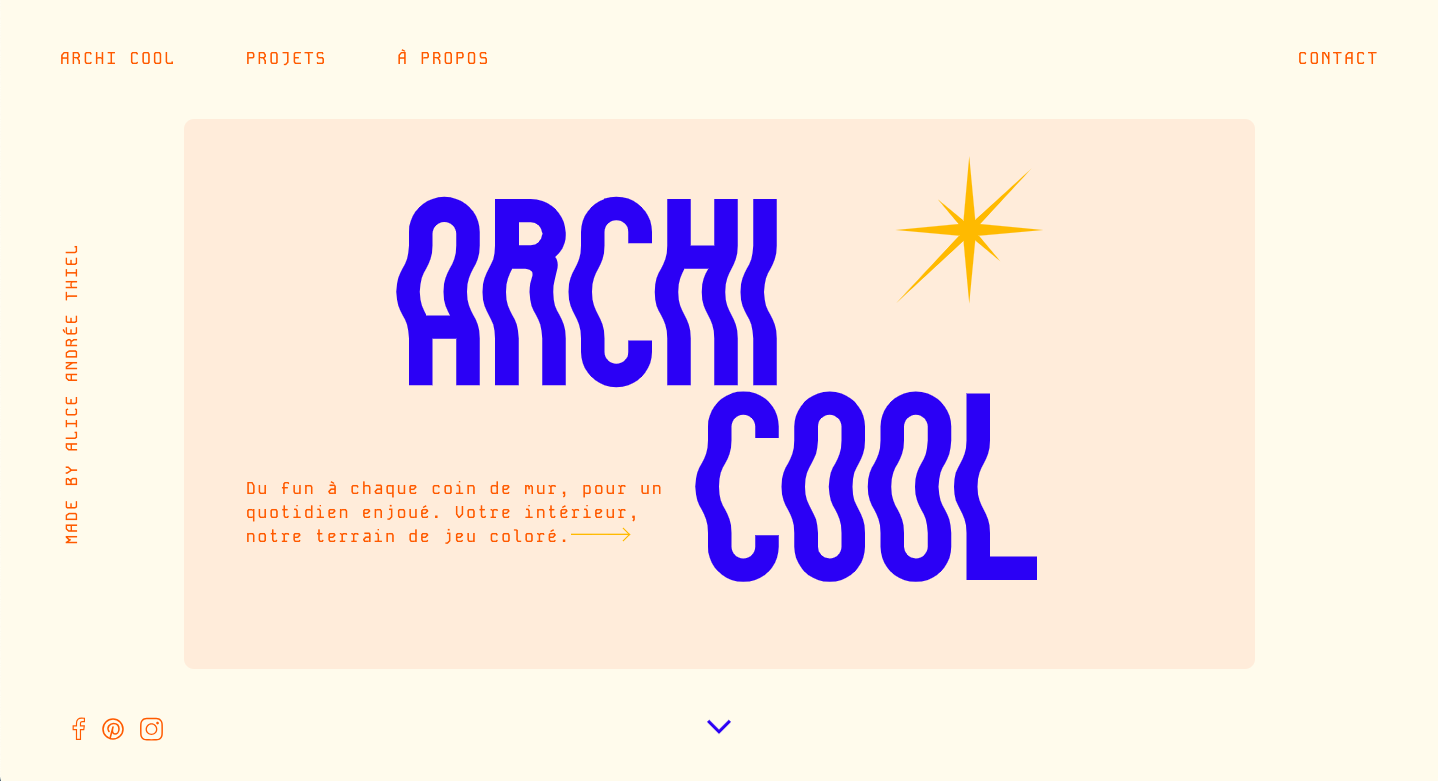 ARCHI COOL
PROJETS
À PROPOS
CONTACT
ARCHI
COOL
Du fun à chaque coin de mur, pour un
quotidien enjoué. Votre intérieur,
notre terrain de jeu coloré.
MADE BY ALICE ANDRÉE THIEL